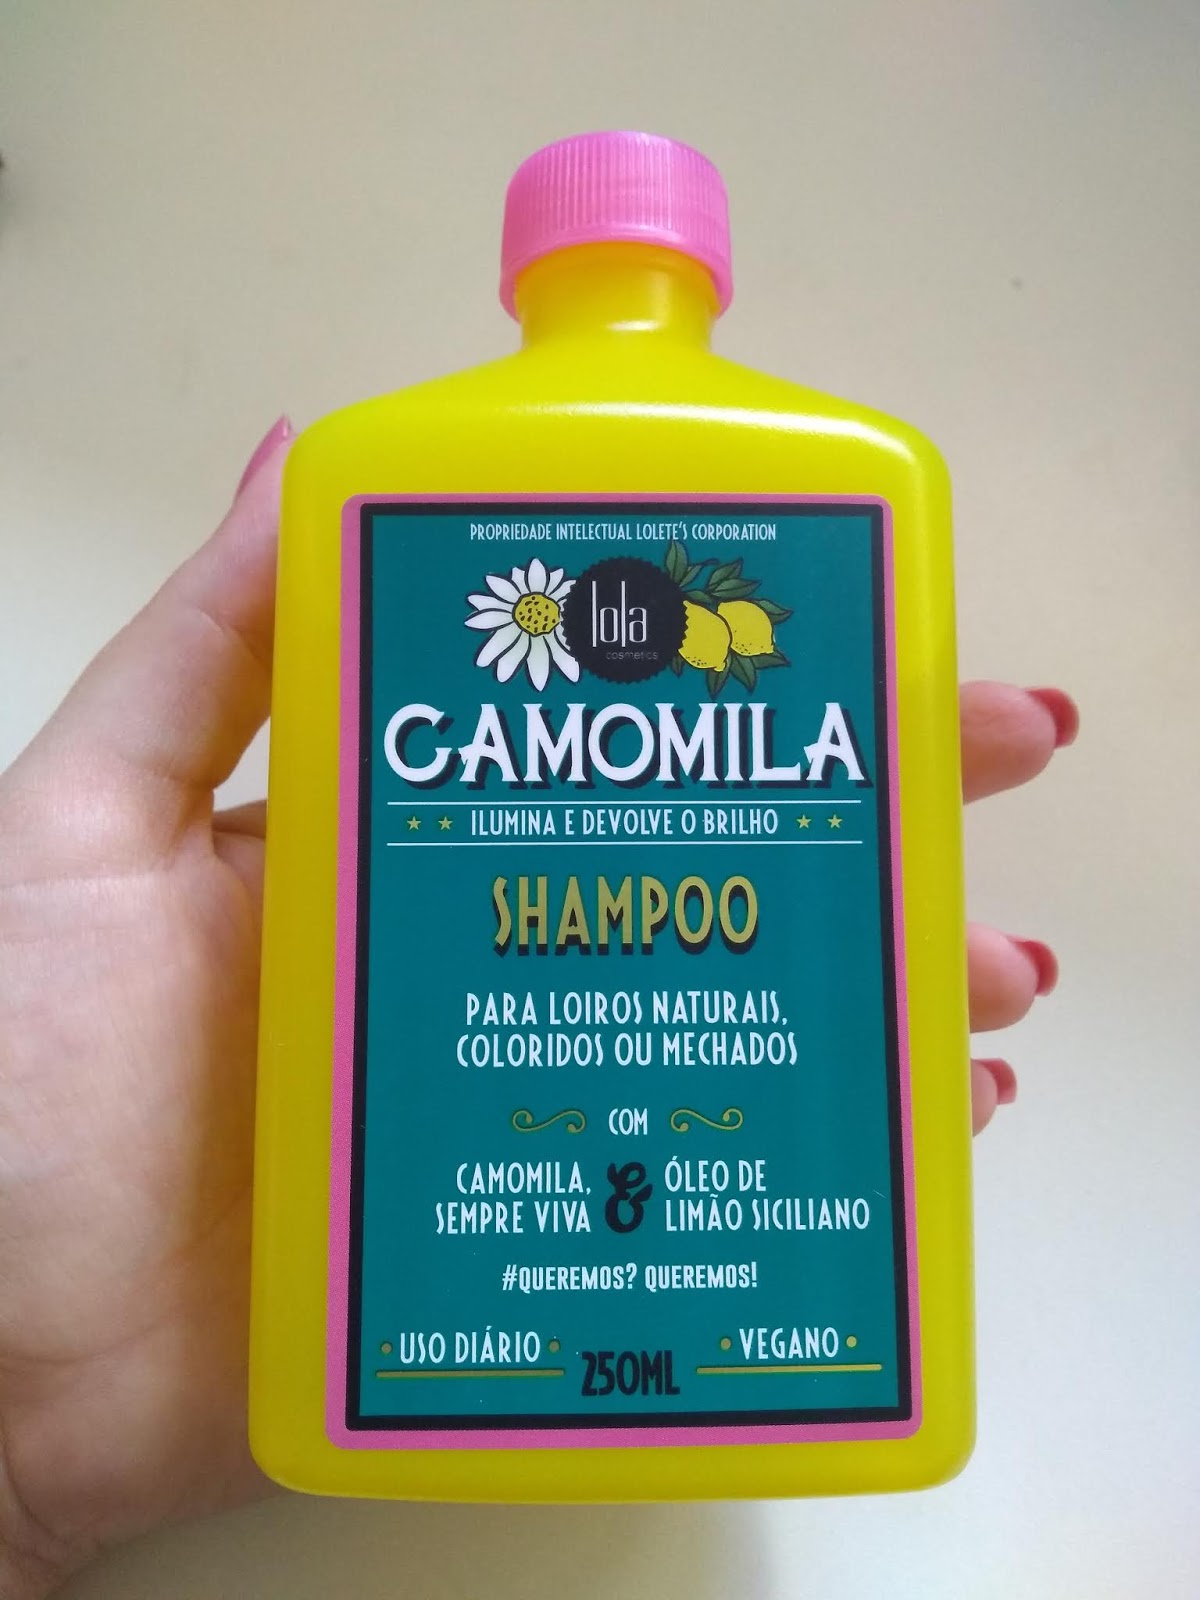 PROPRIEDADE INTELECTUAL LOLETE'S CORPORATION
lola
cosmetics
CAMOMILA
ILUMINA E DEVOLVE O BRILHO
SHAMPOO
PARA LOIROS NATURAIS,
COLORIDOS OU MECHADOS
COM
CAMOMILA,
SEMPRE VIVA
&
ÓLEO DE
LIMÃO SICILIANO
#QUEREMOS? QUEREMOS!
• USO DIÁRIO •
250ML
• VEGANO •